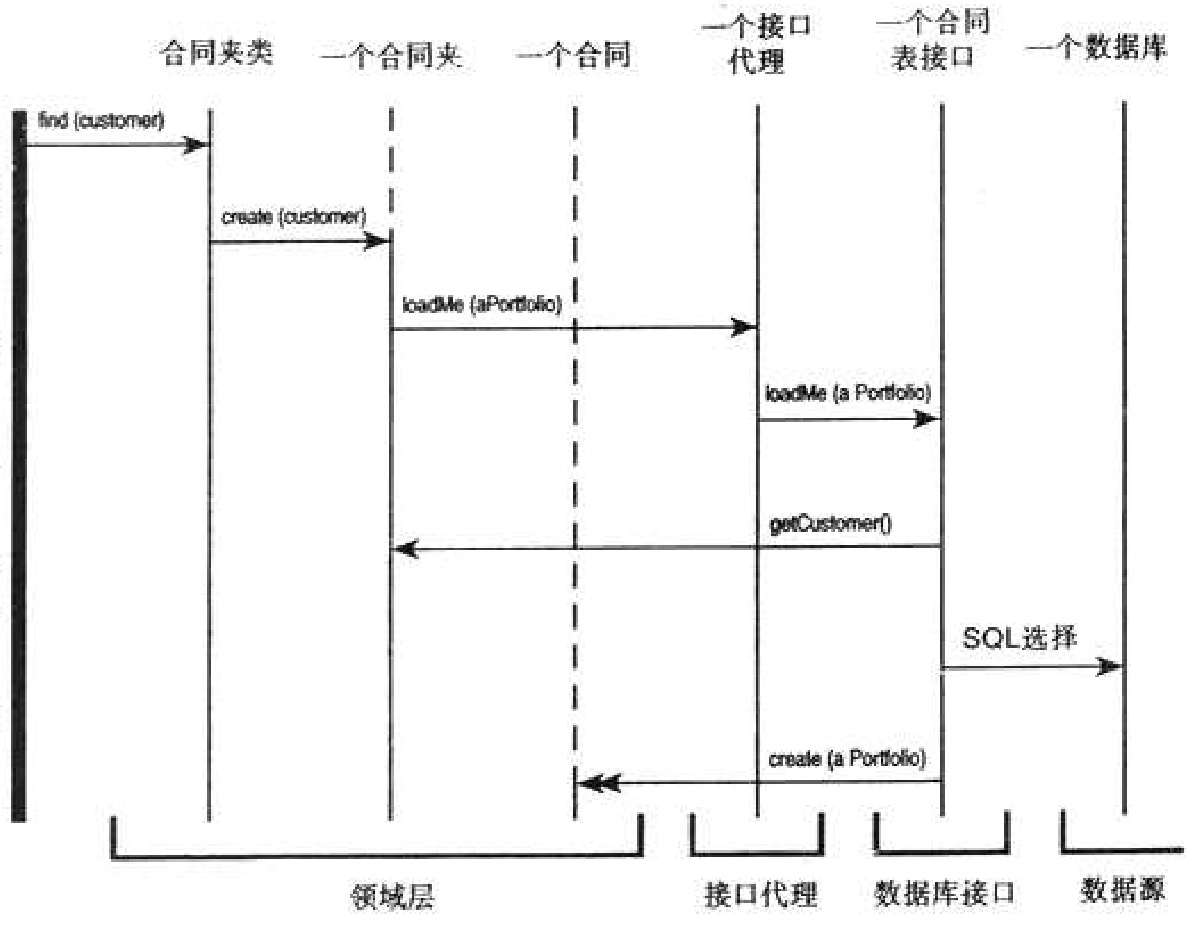 合同夹类
一个合同夹
一个合同
一个接口
代理
一个合同
表接口
一个数据库
find (customer)
create (customer)
loadMe (aPortfolio)
loadMe (a Portfolio)
getCustomer()
SQL选择
create (a Portfolio)
领域层
接口代理
数据库接口
数据源